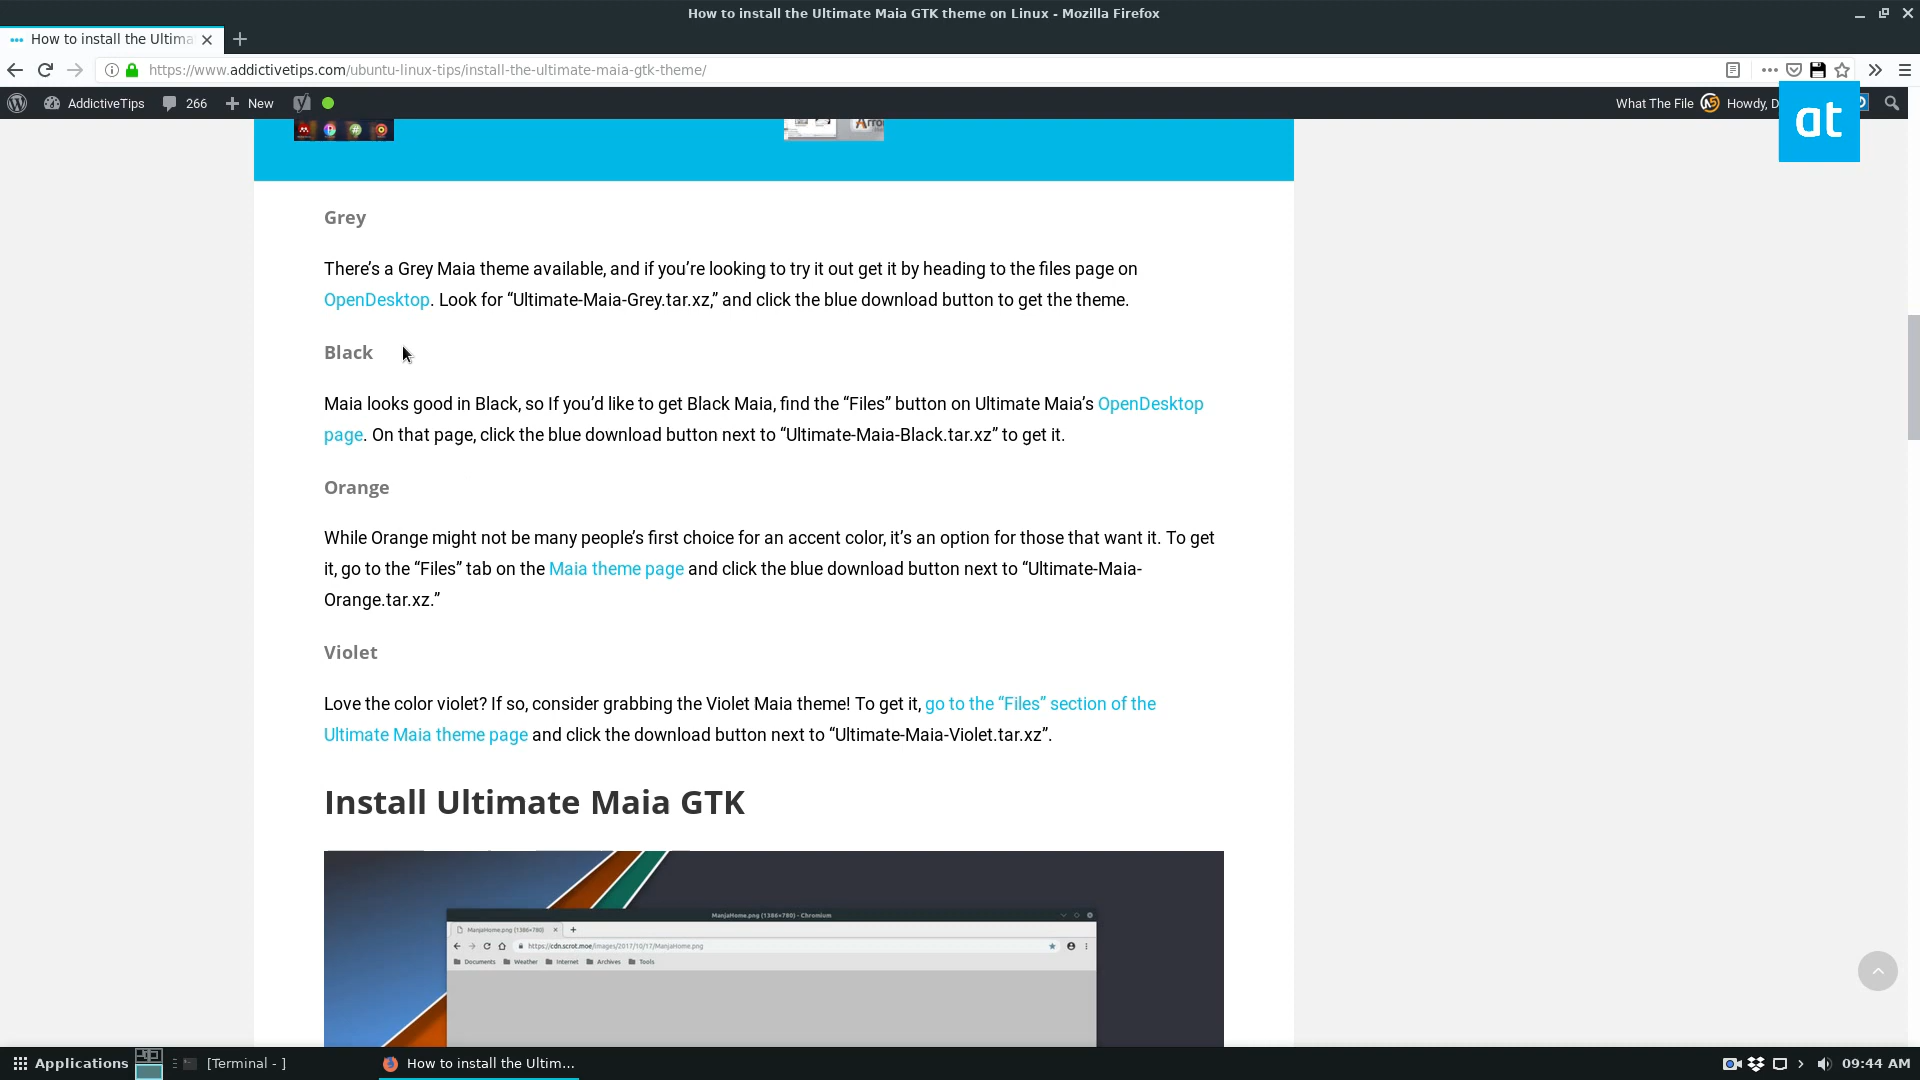 How to install the Ultimate Maia GTK theme on Linux - Mozilla Firefox
How to install the Ultima
https://www.addictivetips.com/ubuntu-linux-tips/install-the-ultimate-maia-gtk-theme/
AddictiveTips 266 New What The File Howdy, D
at
Grey
There’s a Grey Maia theme available, and if you’re looking to try it out get it by heading to the files page on
OpenDesktop. Look for “Ultimate-Maia-Grey.tar.xz,” and click the blue download button to get the theme.
Black
Maia looks good in Black, so If you’d like to get Black Maia, find the “Files” button on Ultimate Maia’s OpenDesktop
page. On that page, click the blue download button next to “Ultimate-Maia-Black.tar.xz” to get it.
Orange
While Orange might not be many people’s first choice for an accent color, it’s an option for those that want it. To get
it, go to the “Files” tab on the Maia theme page and click the blue download button next to “Ultimate-Maia-
Orange.tar.xz.”
Violet
Love the color violet? If so, consider grabbing the Violet Maia theme! To get it, go to the “Files” section of the
Ultimate Maia theme page and click the download button next to “Ultimate-Maia-Violet.tar.xz”.
Install Ultimate Maia GTK
ManjaHome.png (1386×780) - Chromium
ManjaHome.png (1386×780)
https://cdn.scrot.moe/images/2017/10/17/ManjaHome.png
Documents Weather Internet Archives Tools
Applications [Terminal - ] How to install the Ultim... 09:44 AM